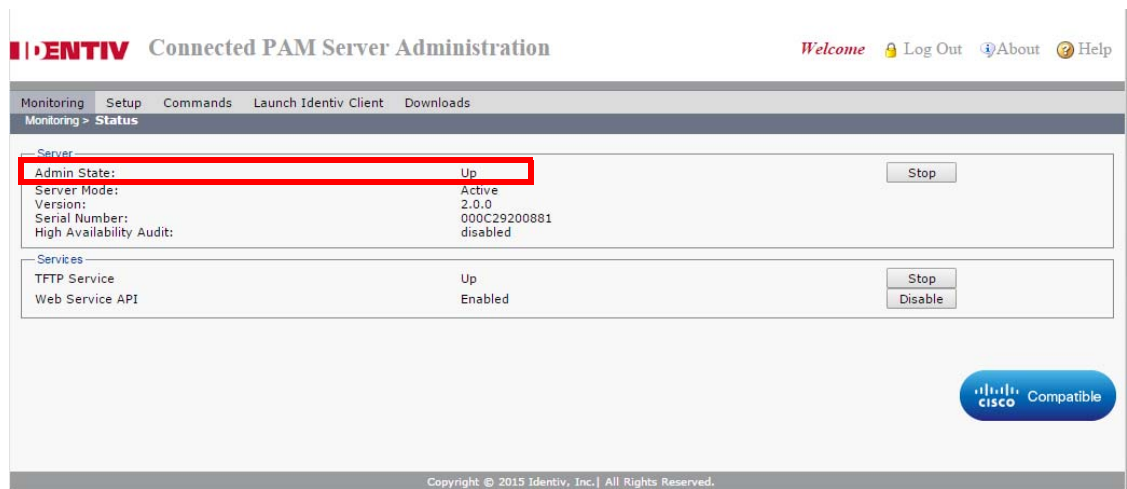 IDENTIV Connected PAM Server Administration Welcome Log Out About Help
Monitoring Setup Commands Launch Identiv Client Downloads
Monitoring > Status
Server
Admin State: Up Stop
Server Mode: Active
Version: 2.0.0
Serial Number: 000C29200881
High Availability Audit: disabled
Services
TFTP Service Up Stop
Web Service API Enabled Disable
CISCO Compatible
Copyright © 2015 Identiv, Inc.| All Rights Reserved.